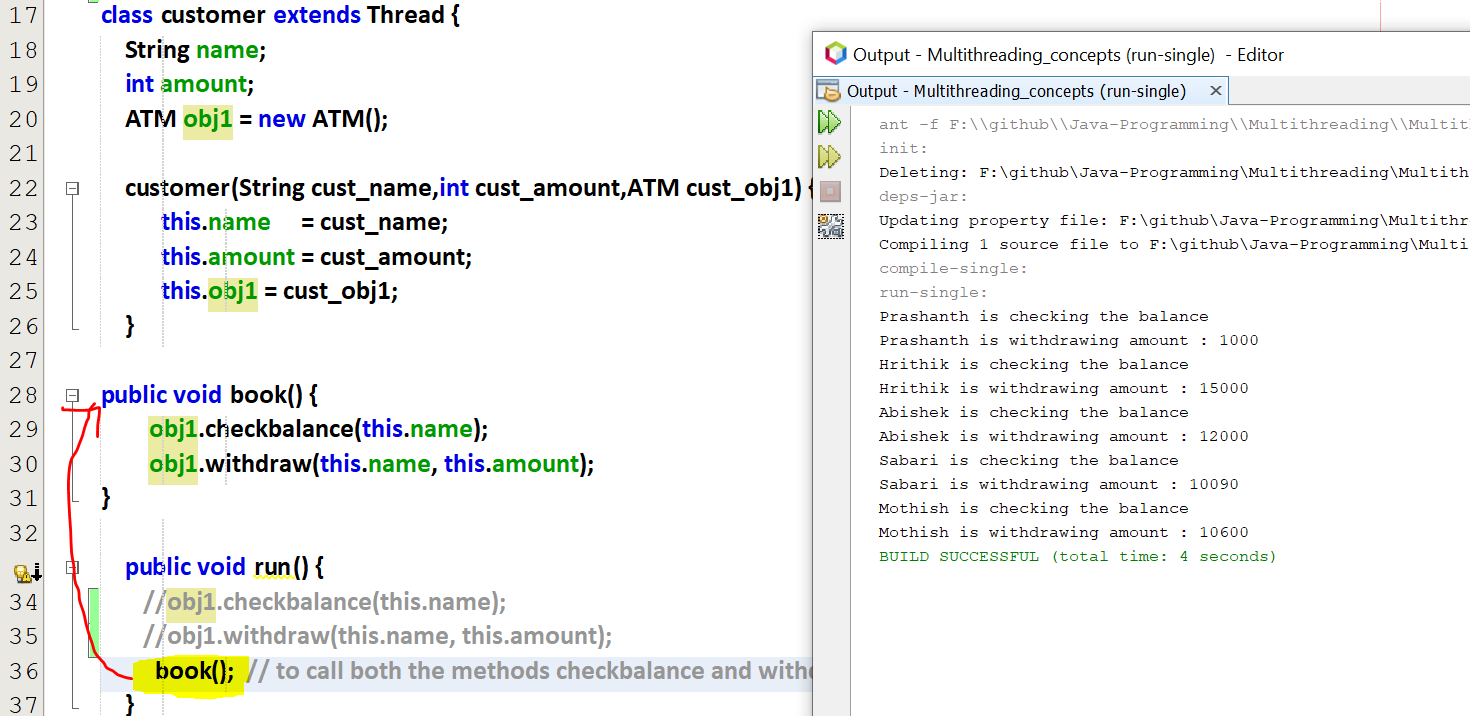 17 class customer extends Thread {
18 String name;
19 int amount;
20 ATM obj1 = new ATM();
21
22 customer(String cust_name,int cust_amount,ATM cust_obj1) {
23 this.name = cust_name;
24 this.amount = cust_amount;
25 this.obj1 = cust_obj1;
26 }
27
28 public void book() {
29 obj1.checkbalance(this.name);
30 obj1.withdraw(this.name, this.amount);
31 }
32
public void run() {
34 //obj1.checkbalance(this.name);
35 //obj1.withdraw(this.name, this.amount);
36 book(); // to call both the methods checkbalance and withd
37 }
Output - Multithreading_concepts (run-single) - Editor
Output - Multithreading_concepts (run-single)
ant -f F:\\github\\Java-Programming\\Multithreading\\Multit
init:
Deleting: F:\github\Java-Programming\Multithreading\Multith
deps-jar:
Updating property file: F:\github\Java-Programming\Multithr
Compiling 1 source file to F:\github\Java-Programming\Multi
compile-single:
run-single:
Prashanth is checking the balance
Prashanth is withdrawing amount : 1000
Hrithik is checking the balance
Hrithik is withdrawing amount : 15000
Abishek is checking the balance
Abishek is withdrawing amount : 12000
Sabari is checking the balance
Sabari is withdrawing amount : 10090
Mothish is checking the balance
Mothish is withdrawing amount : 10600
BUILD SUCCESSFUL (total time: 4 seconds)